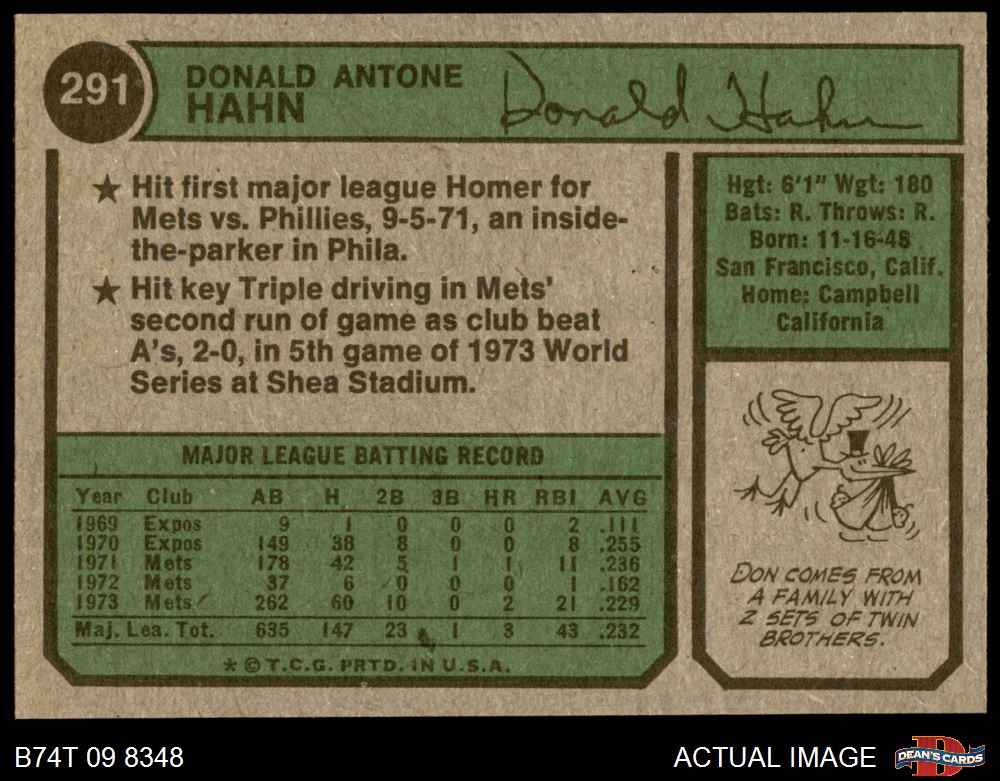 291
DONALD ANTONE
HAHN
Donald Hahn
★ Hit first major league Homer for
Mets vs. Phillies, 9-5-71, an inside-
the-parker in Phila.
★ Hit key Triple driving in Mets'
second run of game as club beat
A's, 2-0, in 5th game of 1973 World
Series at Shea Stadium.
Hgt: 6'1" Wgt: 180
Bats: R. Throws: R.
Born: 11-16-48
San Francisco, Calif.
Home: Campbell
California
MAJOR LEAGUE BATTING RECORD
Year Club AB H 2B 3B HR RBI AVG
1969 Expos 9 1 0 0 0 2 .111
1970 Expos 149 38 8 0 0 8 .255
1971 Mets 178 42 5 1 1 11 .236
1972 Mets 37 6 0 0 0 1 .162
1973 Mets 262 60 10 0 2 21 .229
Maj. Lea. Tot. 635 147 23 1 3 43 .232
* © T.C.G. PRTD. IN U.S.A.
DON COMES FROM
A FAMILY WITH
2 SETS OF TWIN
BROTHERS.
B74T 09 8348
ACTUAL IMAGE
D
DEAN'S CARDS